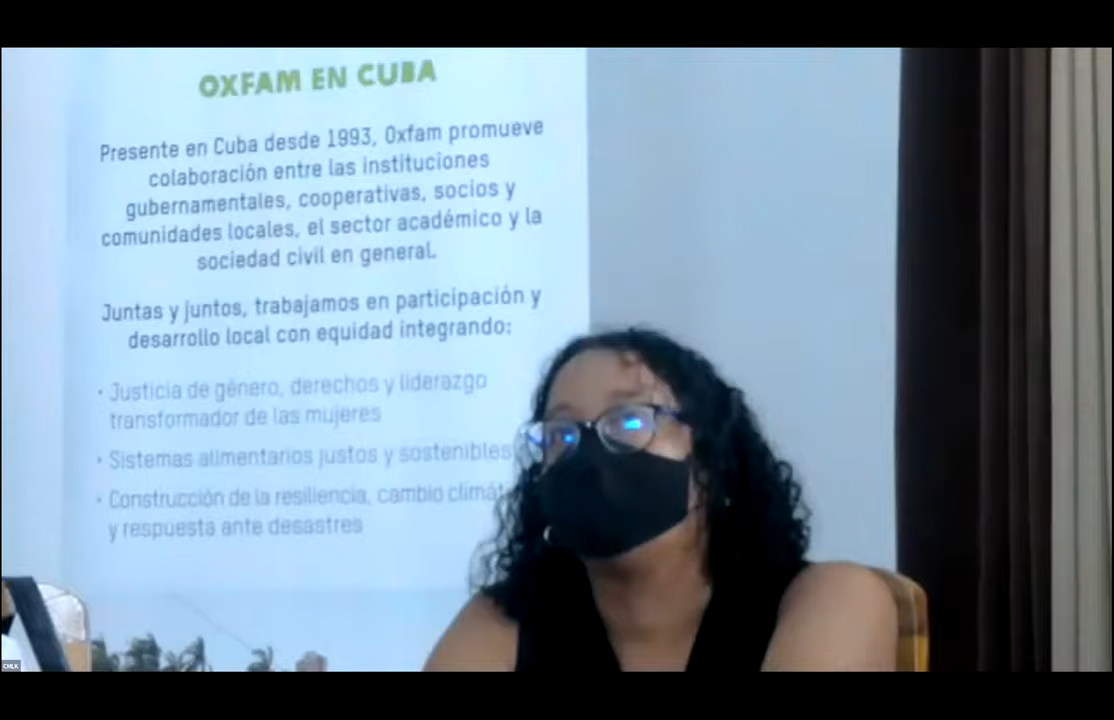 OXFAM EN CUBA
Presente en Cuba desde 1993, Oxfam promueve
colaboración entre las instituciones
gubernamentales, cooperativas, socios y
comunidades locales, el sector académico y la
sociedad civil en general.
Juntas y juntos, trabajamos en participación y
desarrollo local con equidad integrando:
• Justicia de género, derechos y liderazgo
transformador de las mujeres
• Sistemas alimentarios justos y sostenibles
• Construcción de la resiliencia, cambio climát
y respuesta ante desastres
CMLK